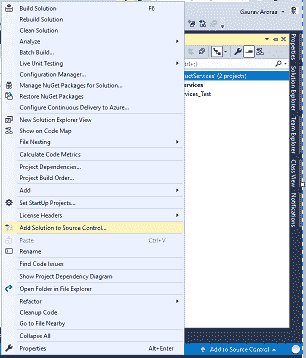 Build Solution F6
Rebuild Solution
Clean Solution
Analyze
Batch Build...
Live Unit Testing
Configuration Manager...
Manage NuGet Packages for Solution...
Restore NuGet Packages
Configure Continuous Delivery to Azure...
New Solution Explorer View
Show on Code Map
File Nesting
Calculate Code Metrics
Project Dependencies...
Project Build Order...
Add
Set StartUp Projects...
License Headers
Add Solution to Source Control...
Paste Ctrl+V
Rename
Find Code Issues
Show Project Dependency Diagram
Open Folder in File Explorer
Refactor
Cleanup Code
Go to File Nearby
Collapse All
Properties Alt+Enter
Gaurav Aroraa
uctServices' (2 projects)
ervices
ervices_Test
Properties
Solution Explorer
Team Explorer
Class View
Notifications
Add to Source Control